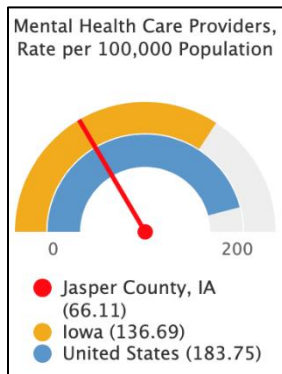 Mental Health Care Providers,
Rate per 100,000 Population
0
200
Jasper County, IA
(66.11)
Iowa (136.69)
United States (183.75)